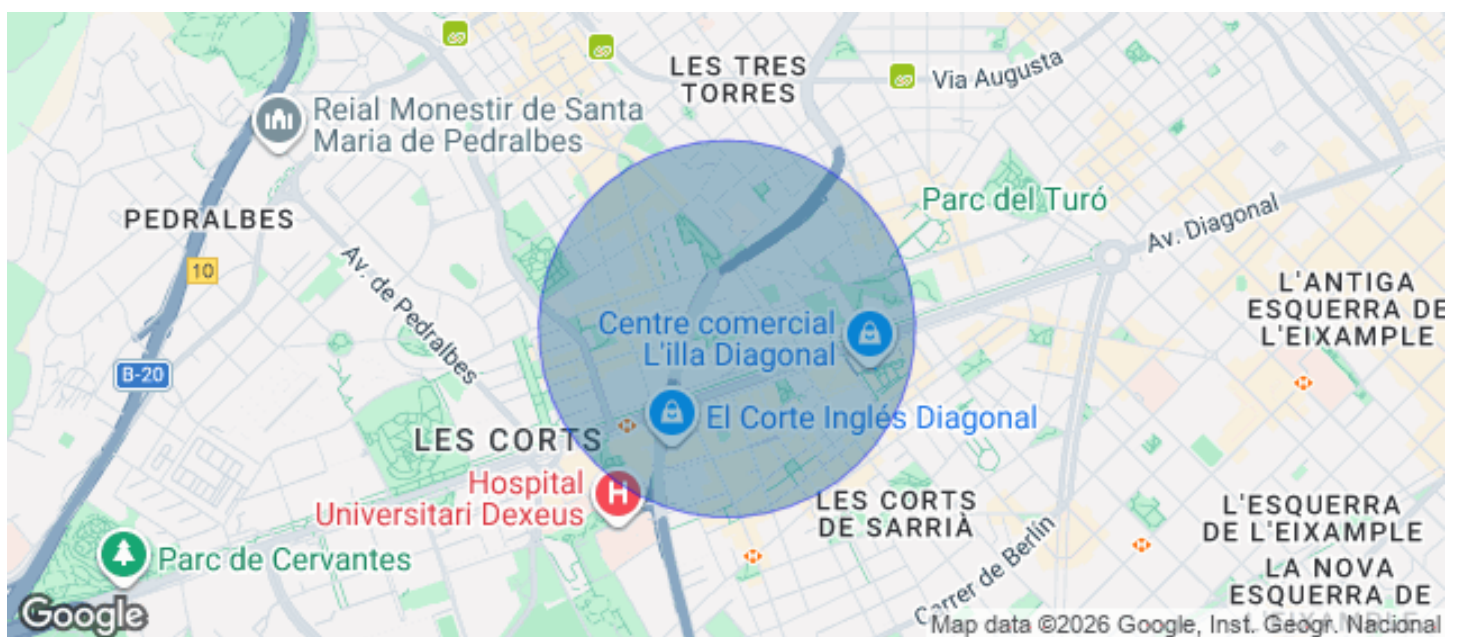 LES TRES
TORRES
Via Augusta
Reial Monestir de Santa
Maria de Pedralbes
PEDRALBES
Parc del Turó
Av. Diagonal
10
Av. de Pedralbes
L'ANTIGA
ESQUERRA DE
L'EIXAMPLE
Centre comercial
L'illa Diagonal
B-20
El Corte Inglés Diagonal
LES CORTS
Hospital
Universitari Dexeus
H
LES CORTS
DE SARRIÀ
L'ESQUERRA
DE L'EIXAMPLE
Parc de Cervantes
Carrer de Berlín
LA NOVA
ESQUERRA DE
L'EIXAMPLE
Google
Map data ©2026 Google, Inst. Geogr. Nacional